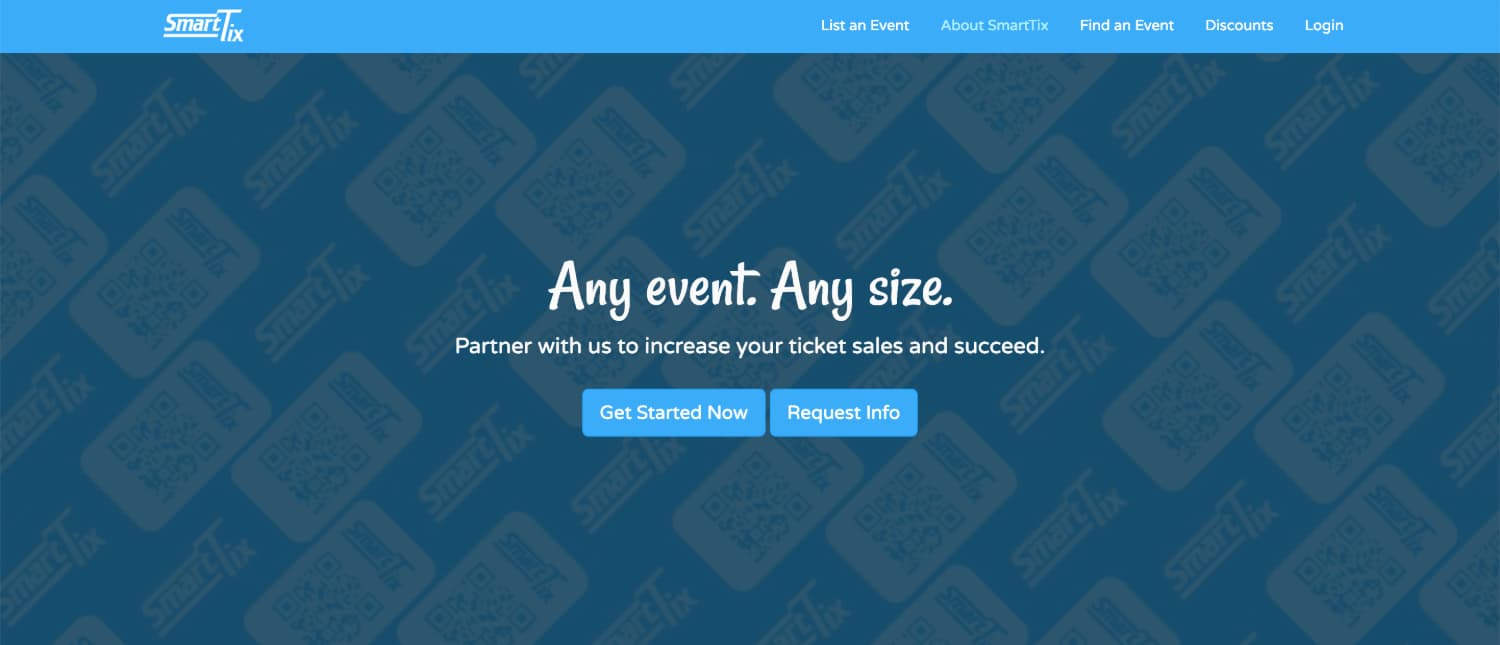 SmartTix
List an Event
About SmartTix
Find an Event
Discounts
Login
Any event. Any size.
Partner with us to increase your ticket sales and succeed.
Get Started Now
Request Info